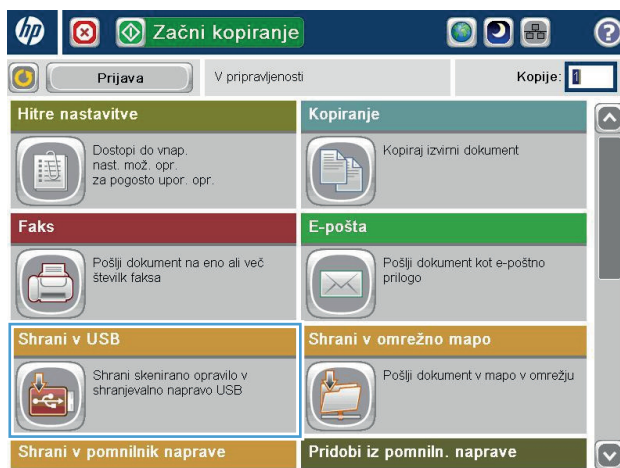 hp
Začni kopiranje
?
Prijava
V pripravljenosti
Kopije: 1
Hitre nastavitve
Dostopi do vnap.
nast. mož. opr.
za pogosto upor. opr.
Kopiranje
Kopiraj izvirni dokument
Faks
Pošlji dokument na eno ali več
številk faksa
E-pošta
Pošlji dokument kot e-poštno
prilogo
Shrani v USB
Shrani skenirano opravilo v
shranjevalno napravo USB
Shrani v omrežno mapo
Pošlji dokument v mapo v omrežju
Shrani v pomnilnik naprave
Pridobi iz pomniln. naprave